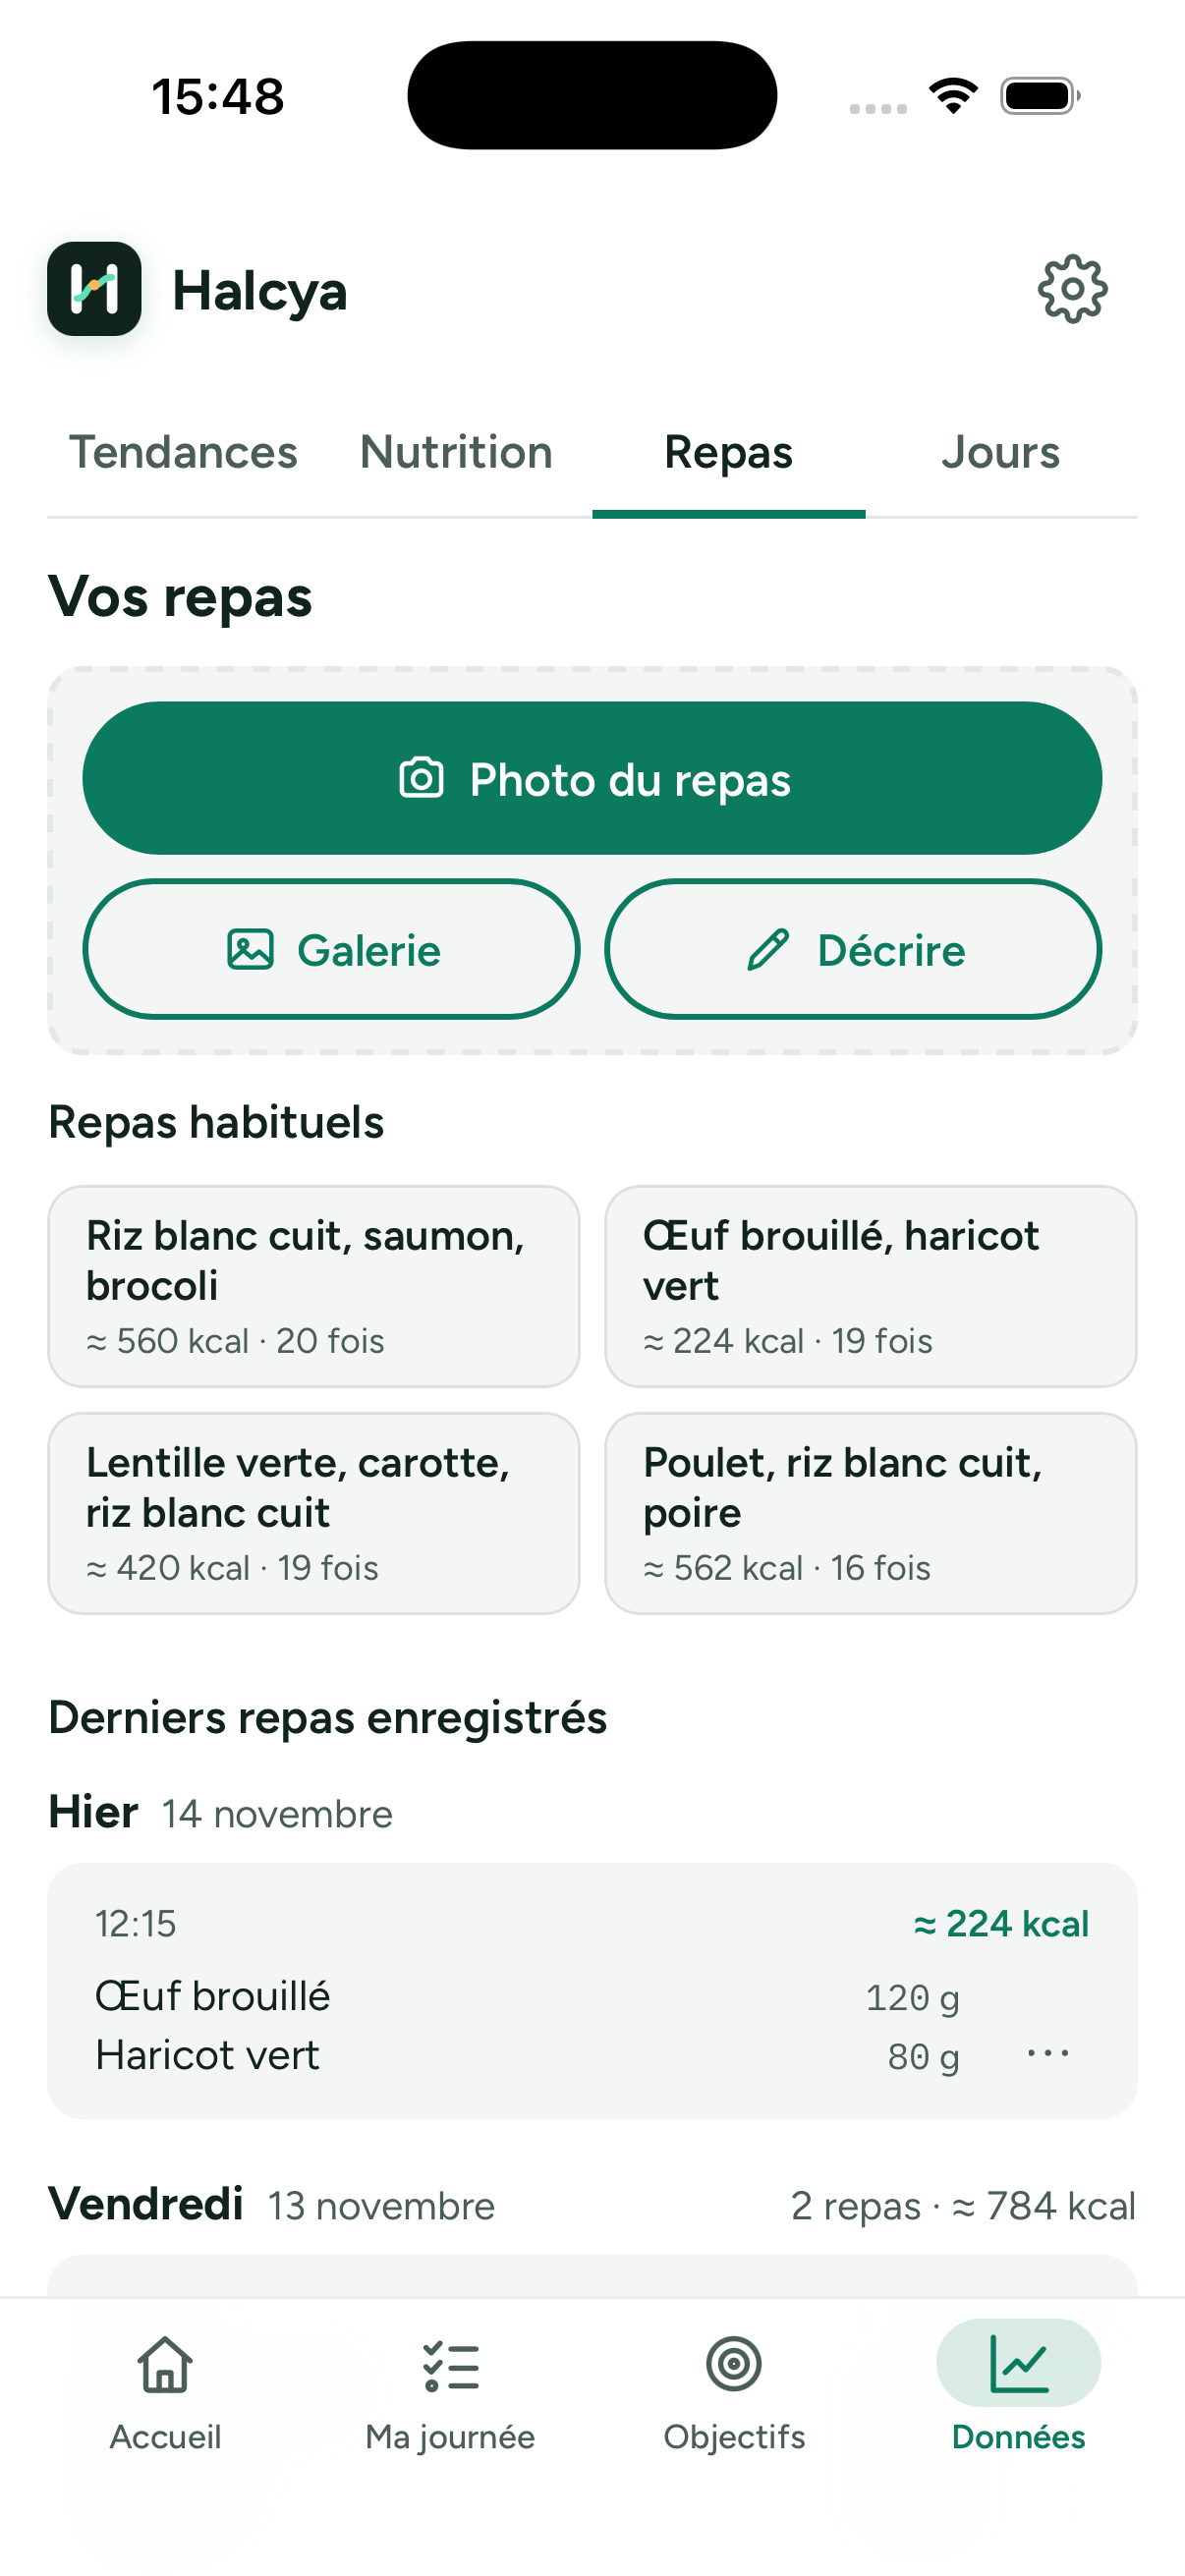 15:48
Halcya
Tendances Nutrition Repas Jours
Vos repas
Photo du repas
Galerie Décrire
Repas habituels
Riz blanc cuit, saumon,
brocoli
≈ 560 kcal · 20 fois
Œuf brouillé, haricot
vert
≈ 224 kcal · 19 fois
Lentille verte, carotte,
riz blanc cuit
≈ 420 kcal · 19 fois
Poulet, riz blanc cuit,
poire
≈ 562 kcal · 16 fois
Derniers repas enregistrés
Hier 14 novembre
12:15 ≈ 224 kcal
Œuf brouillé 120 g
Haricot vert 80 g ···
Vendredi 13 novembre 2 repas · ≈ 784 kcal
Accueil Ma journée Objectifs Données